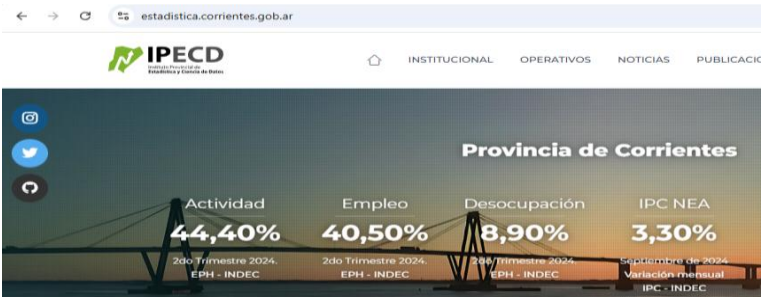 estadistica.corrientes.gob.ar
IPECD
Instituto Provincial de
Estadística y Ciencia de Datos
INSTITUCIONAL OPERATIVOS NOTICIAS PUBLICACIO
Provincia de Corrientes
Actividad Empleo Desocupación IPC NEA
44,40% 40,50% 8,90% 3,30%
2do Trimestre 2024. 2do Trimestre 2024. 2do Trimestre 2024. Septiembre de 2024
EPH - INDEC EPH - INDEC EPH - INDEC Variación mensual
IPC - INDEC